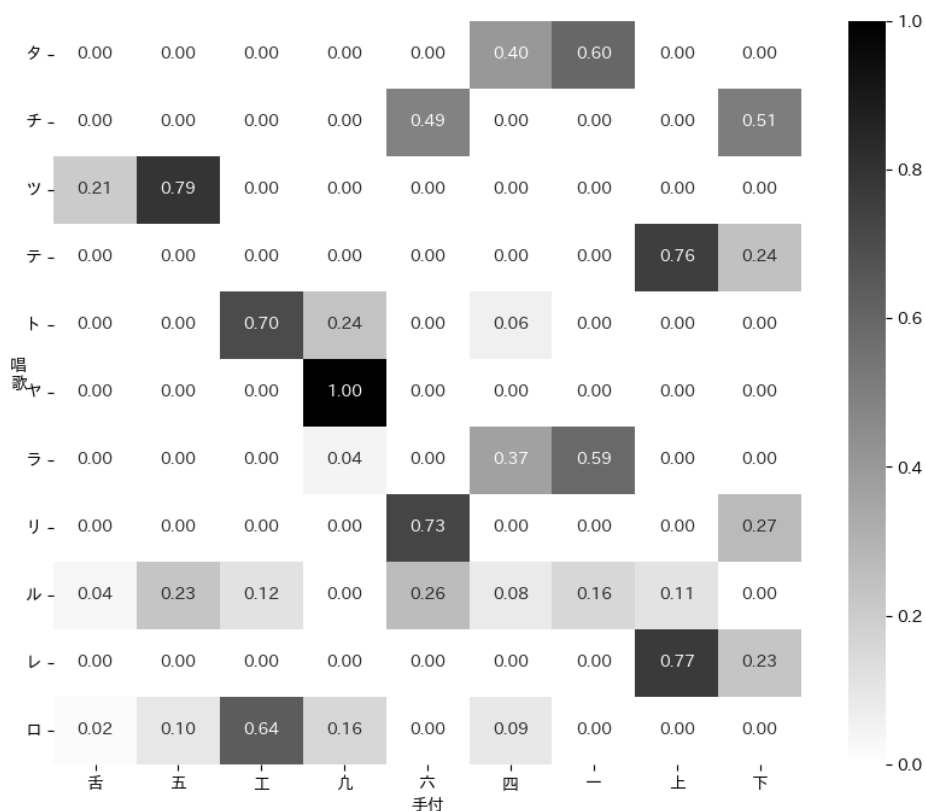 タ 0.00 0.00 0.00 0.00 0.00 0.40 0.60 0.00 0.00
チ 0.00 0.00 0.00 0.00 0.49 0.00 0.00 0.00 0.51
ツ 0.21 0.79 0.00 0.00 0.00 0.00 0.00 0.00 0.00
テ 0.00 0.00 0.00 0.00 0.00 0.00 0.00 0.76 0.24
ト 0.00 0.00 0.70 0.24 0.00 0.06 0.00 0.00 0.00
唱歌
ヤ 0.00 0.00 0.00 1.00 0.00 0.00 0.00 0.00 0.00
ラ 0.00 0.00 0.00 0.04 0.00 0.37 0.59 0.00 0.00
リ 0.00 0.00 0.00 0.00 0.73 0.00 0.00 0.00 0.27
ル 0.04 0.23 0.12 0.00 0.26 0.08 0.16 0.11 0.00
レ 0.00 0.00 0.00 0.00 0.00 0.00 0.00 0.77 0.23
ロ 0.02 0.10 0.64 0.16 0.00 0.09 0.00 0.00 0.00
舌 五 工 凢 六 四 一 上 下
手付
1.0
0.8
0.6
0.4
0.2
0.0